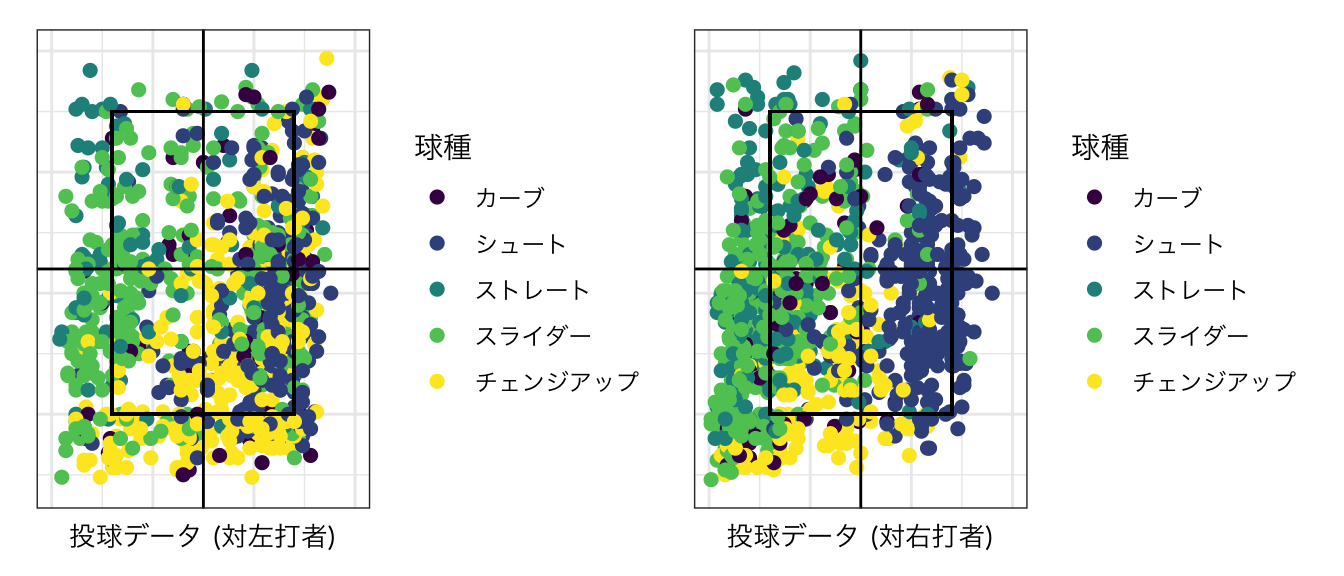 球種
カーブ
シュート
ストレート
スライダー
チェンジアップ
投球データ (対左打者)
球種
カーブ
シュート
ストレート
スライダー
チェンジアップ
投球データ (対右打者)